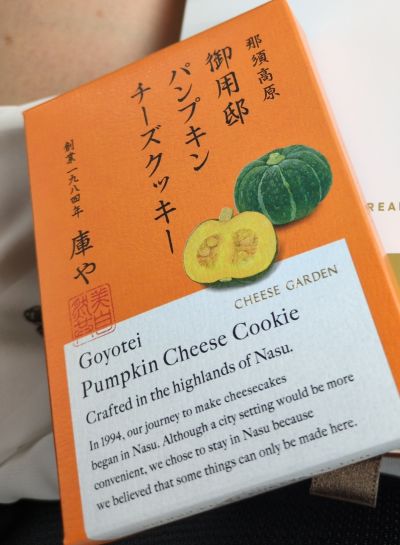 那須高原
御用邸
パンプキン
チーズクッキー
創業一九八四年
庫や
CHEESE GARDEN
Goyotei
Pumpkin Cheese Cookie
Crafted in the highlands of Nasu.
In 1994, our journey to make cheesecakes
began in Nasu. Although a city setting would be more
convenient, we chose to stay in Nasu because
we believed that some things can only be made here.